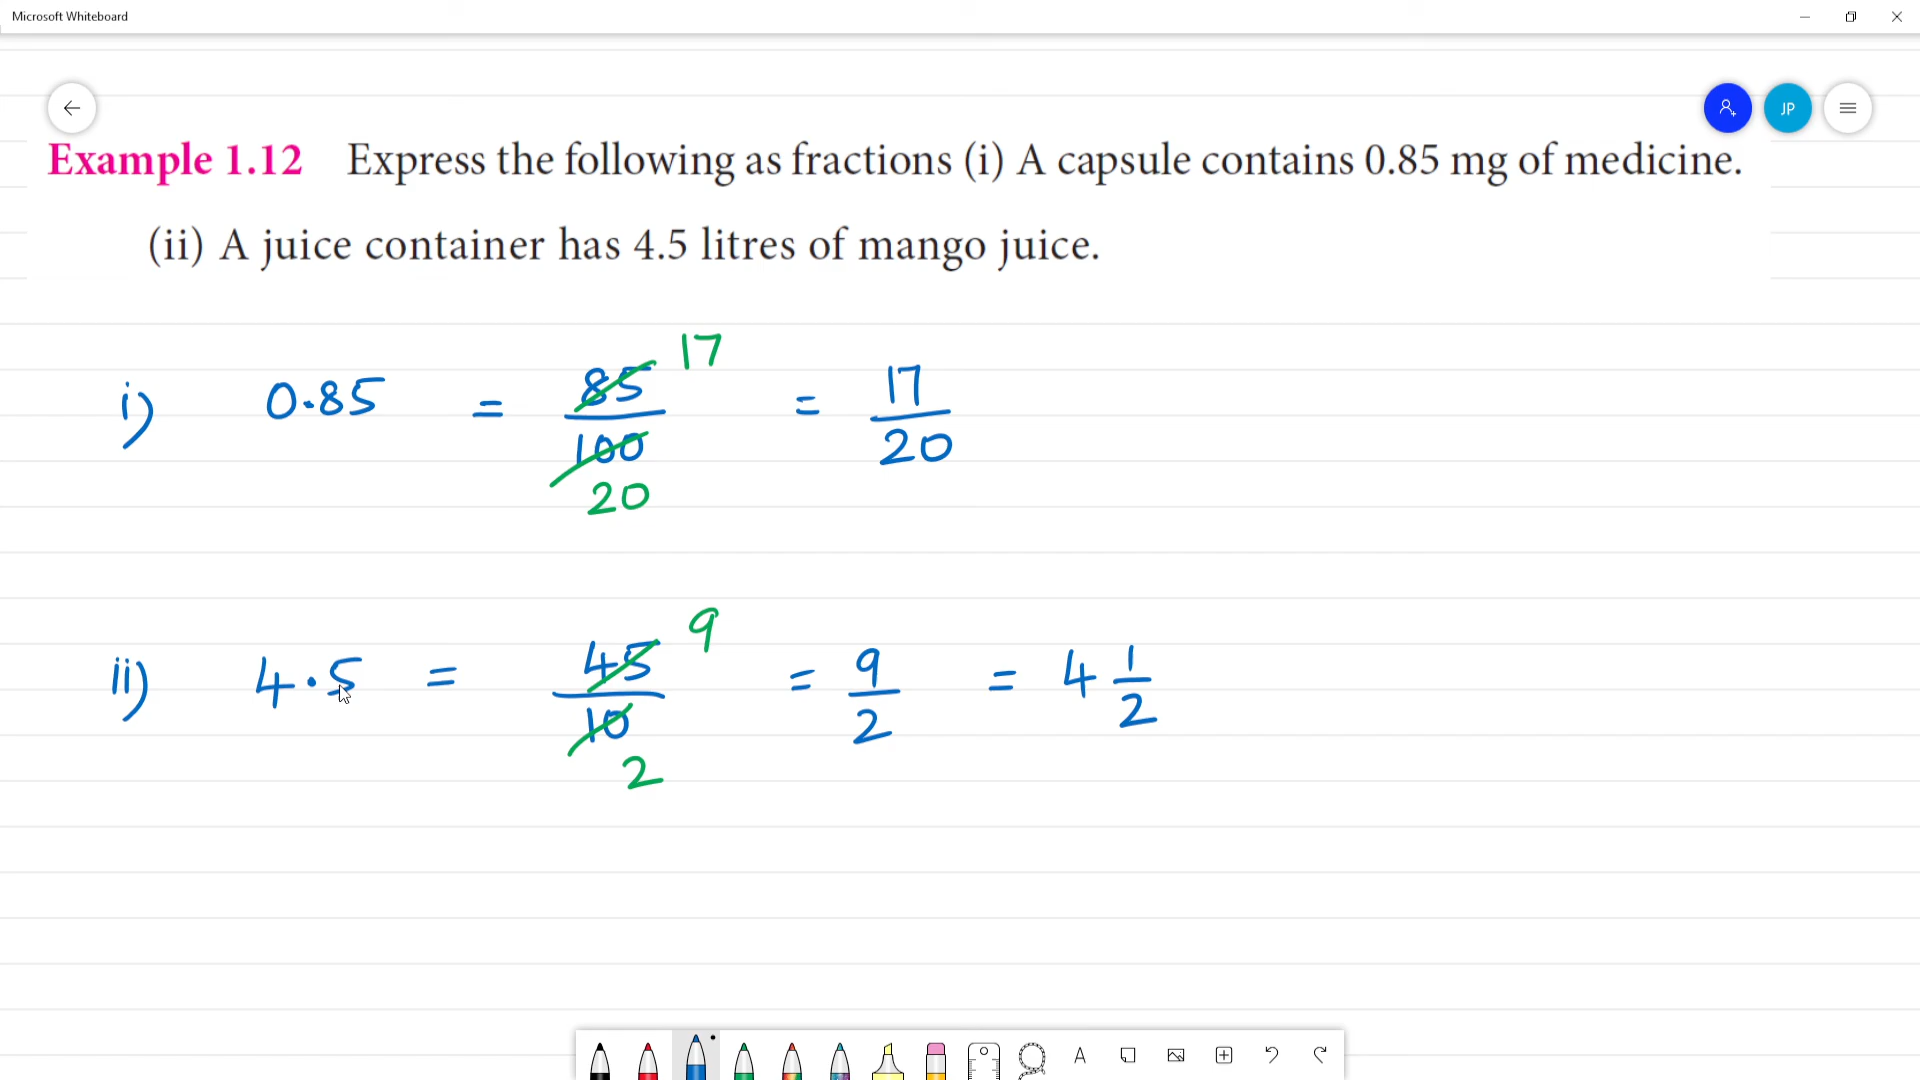 Microsoft Whiteboard
JP
Example 1.12 Express the following as fractions (i) A capsule contains 0.85 mg of medicine.
(ii) A juice container has 4.5 litres of mango juice.
i) 0.85 = 85/100 17 20 = 17/20
ii) 4.5 = 45/10 9 2 = 9/2 = 4 1/2
A